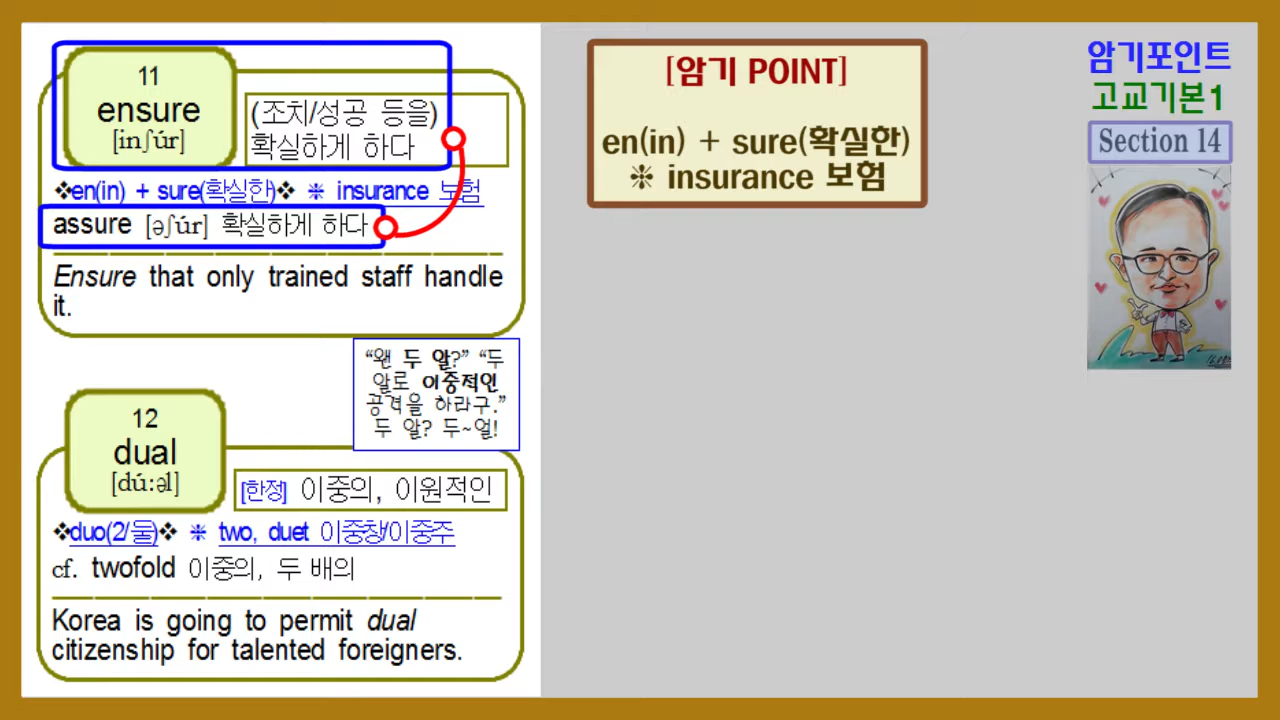 11
ensure
[inʃúr]
(조치/성공 등을)
확실하게 하다
❖en(in) + sure(확실한)❖ ❈ insurance 보험
assure [əʃúr] 확실하게 하다
Ensure that only trained staff handle
it.
“왠 두 알?” “두
알로 이중적인
공격을 하라구.”
두 알? 두~얼!
12
dual
[dú:əl]
[한정] 이중의, 이원적인
❖duo(2/둘)❖ ❈ two, duet 이중창/이중주
cf. twofold 이중의, 두 배의
Korea is going to permit dual
citizenship for talented foreigners.
[암기 POINT]
en(in) + sure(확실한)
❈ insurance 보험
암기포인트
고교기본1
Section 14